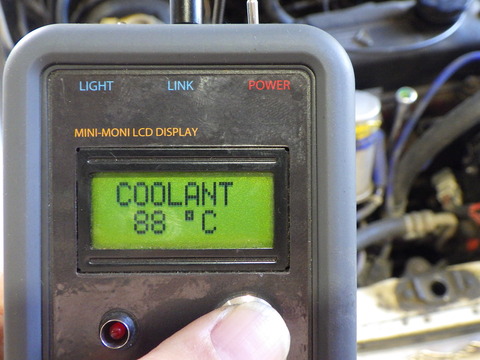 LIGHT LINK POWER
MINI-MONI LCD DISPLAY
COOLANT
88 °C